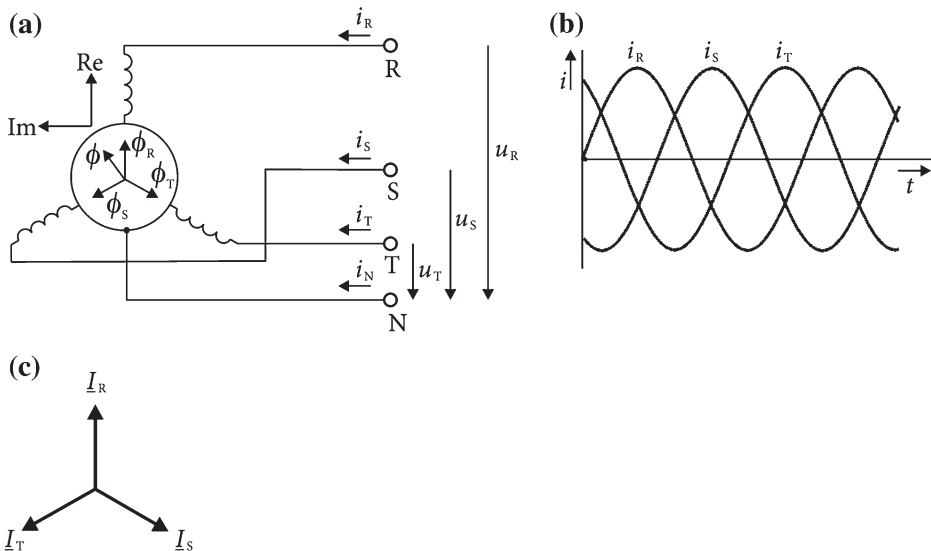 (a)
i_R
R
Re
Im
ϕ ϕ_R ϕ_T
ϕ_S
i_S
S
i_T
T
i_N
N
u_T
u_S
u_R
(b)
i i_R i_S i_T
t
(c)
I_R
I_T I_S